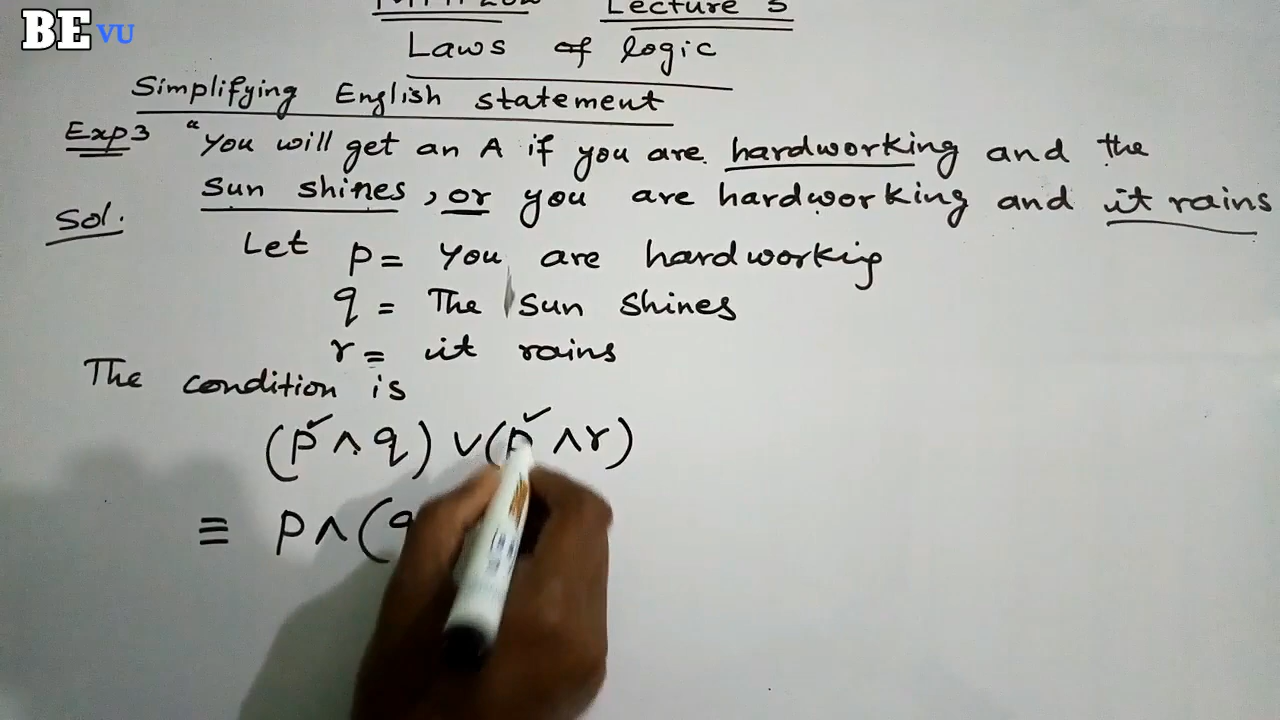 BE VU
Lecture 5
Laws of logic
Simplifying English statement
Exp3 "You will get an A if you are hardworking and the
Sun shines, or you are hardworking and it rains
Sol.
Let p = You are hardworking
q = The Sun Shines
r = it rains
The condition is
(p ∧ q) ∨ (p ∧ r)
≡ p ∧ (q